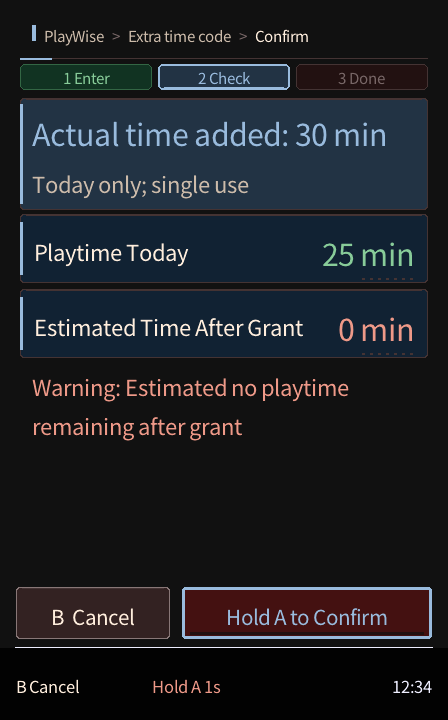 PlayWise > Extra time code > Confirm
1 Enter
2 Check
3 Done
Actual time added: 30 min
Today only; single use
Playtime Today
25 min
Estimated Time After Grant
0 min
Warning: Estimated no playtime
remaining after grant
B Cancel
Hold A to Confirm
B Cancel
Hold A 1s
12:34